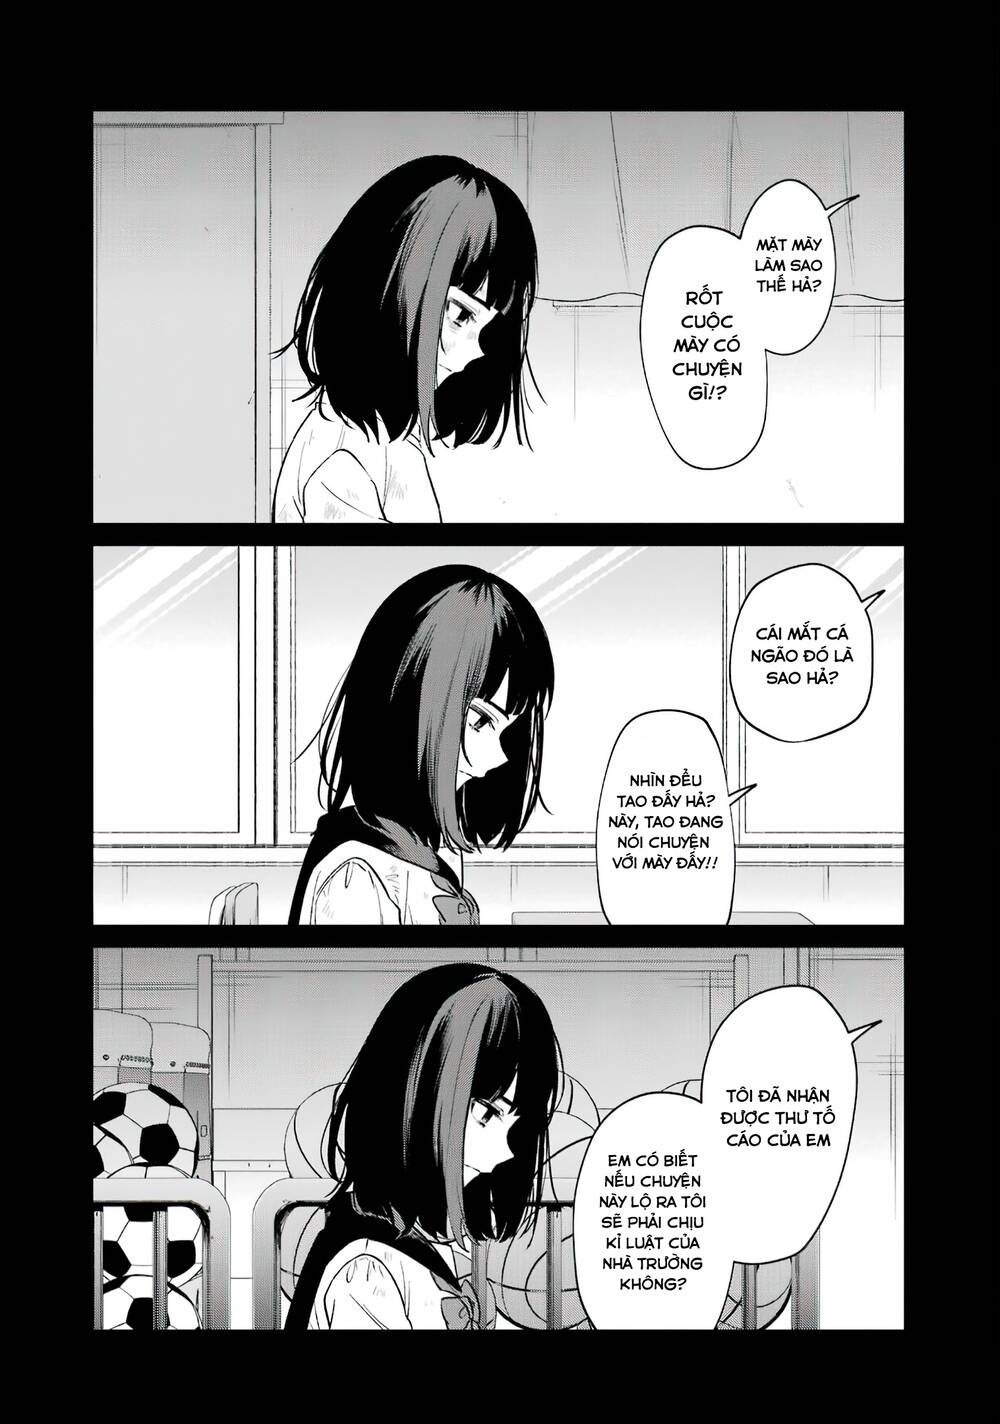 MẶT MÀY
LÀM SAO
THẾ HẢ?
RỐT
CUỘC
MÀY CÓ
CHUYỆN
GÌ!?
CÁI MẮT CÁ
NGÃO ĐÓ LÀ
SAO HẢ?
NHÌN ĐỂU
TAO ĐẤY HẢ?
NÀY, TAO ĐANG
NÓI CHUYỆN
VỚI MÀY ĐẤY!!
TÔI ĐÃ NHẬN
ĐƯỢC THƯ TỐ
CÁO CỦA EM
EM CÓ BIẾT
NẾU CHUYỆN
NÀY LỘ RA TÔI
SẼ PHẢI CHỊU
KỈ LUẬT CỦA
NHÀ TRƯỜNG
KHÔNG?